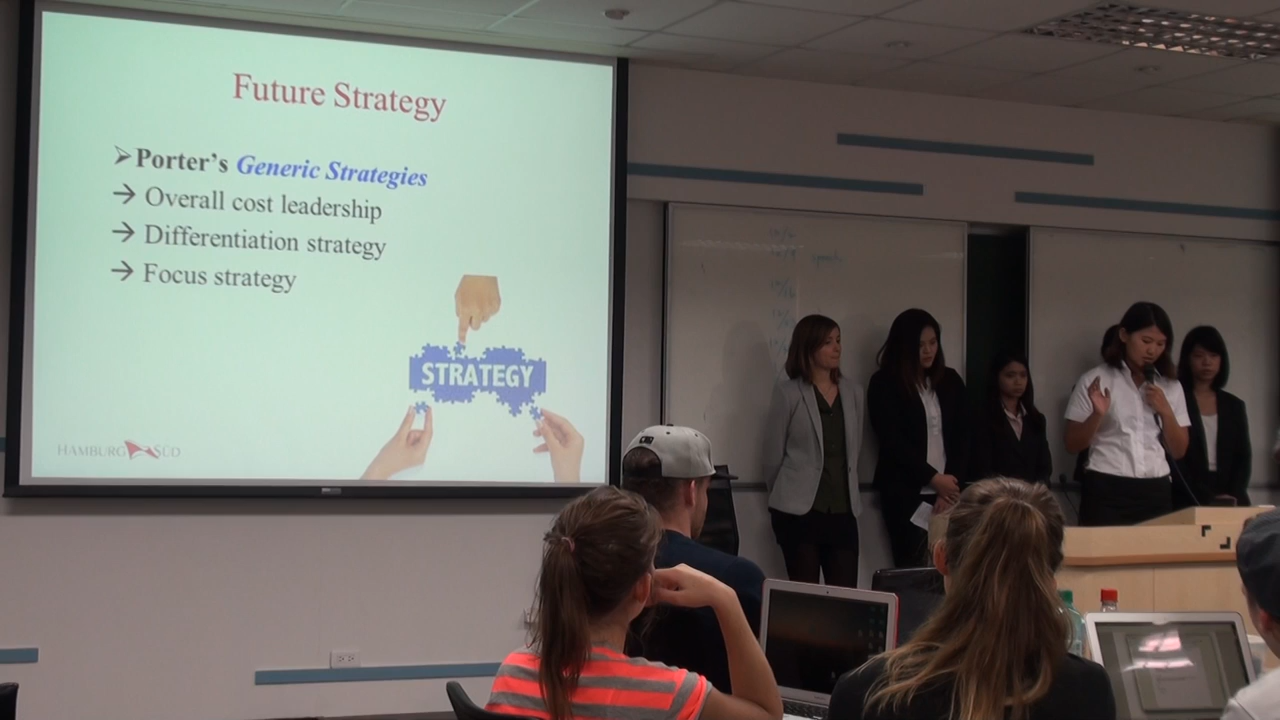 Future Strategy
➢Porter's Generic Strategies
→ Overall cost leadership
→ Differentiation strategy
→ Focus strategy
STRATEGY
HAMBURG SÜD